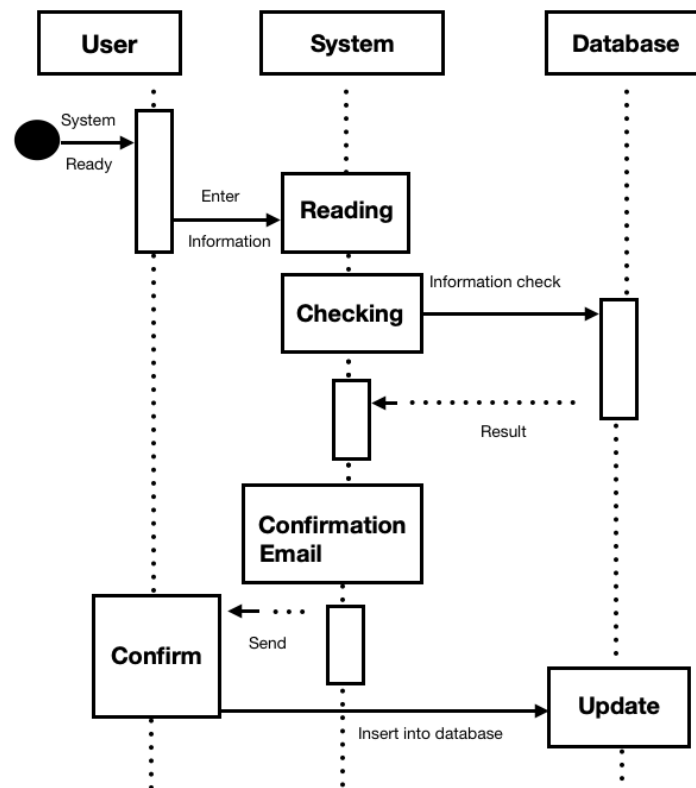 User
System
Database
System
Ready
Enter
Information
Reading
Information check
Checking
Result
Confirmation
Email
Send
Confirm
Update
Insert into database